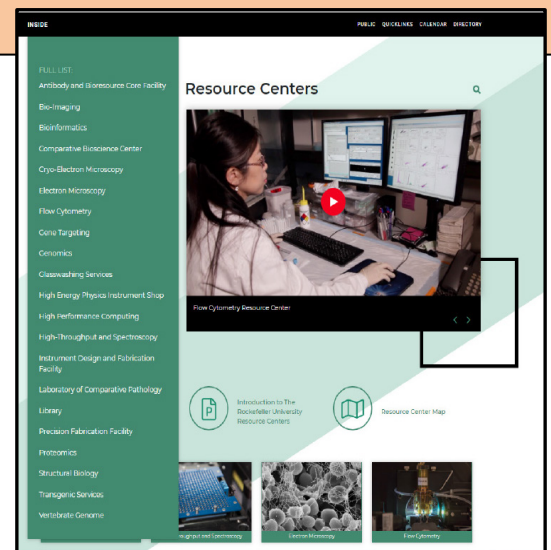 INSIDE
PUBLIC QUICKLINKS CALENDAR DIRECTORY
FULL LIST
Antibody and Bioresource Core Facility
Bio-Imaging
Bioinformatics
Comparative Bioscience Center
Cryo-Electron Microscopy
Electron Microscopy
Flow Cytometry
Gene Targeting
Genomics
Glasswashing Services
High Energy Physics Instrument Shop
High Performance Computing
High-Throughput and Spectroscopy
Instrument Design and Fabrication
Facility
Laboratory of Comparative Pathology
Library
Precision Fabrication Facility
Proteomics
Structural Biology
Transgenic Services
Vertebrate Genome
Resource Centers
Flow Cytometry Resource Center
Introduction to The
Rockefeller University
Resource Centers
Resource Center Map
and Spectroscopy
Electron Microscopy
Flow Cytometry